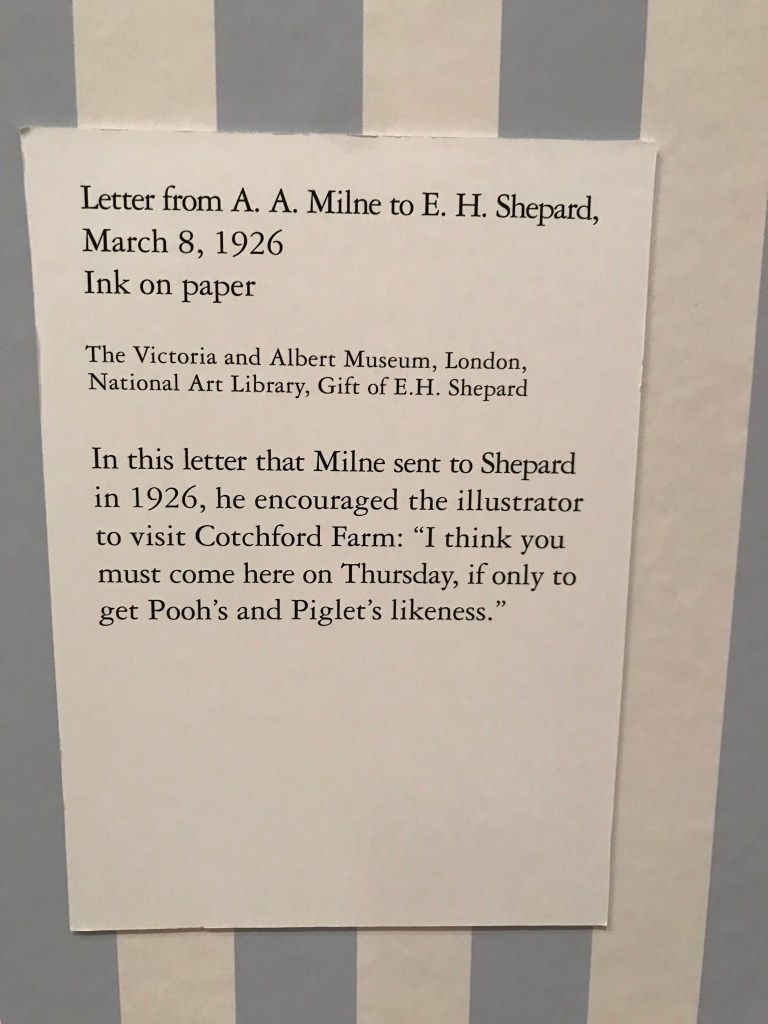 Letter from A. A. Milne to E. H. Shepard,
March 8, 1926
Ink on paper
The Victoria and Albert Museum, London,
National Art Library, Gift of E.H. Shepard
In this letter that Milne sent to Shepard
in 1926, he encouraged the illustrator
to visit Cotchford Farm: “I think you
must come here on Thursday, if only to
get Pooh’s and Piglet’s likeness.”